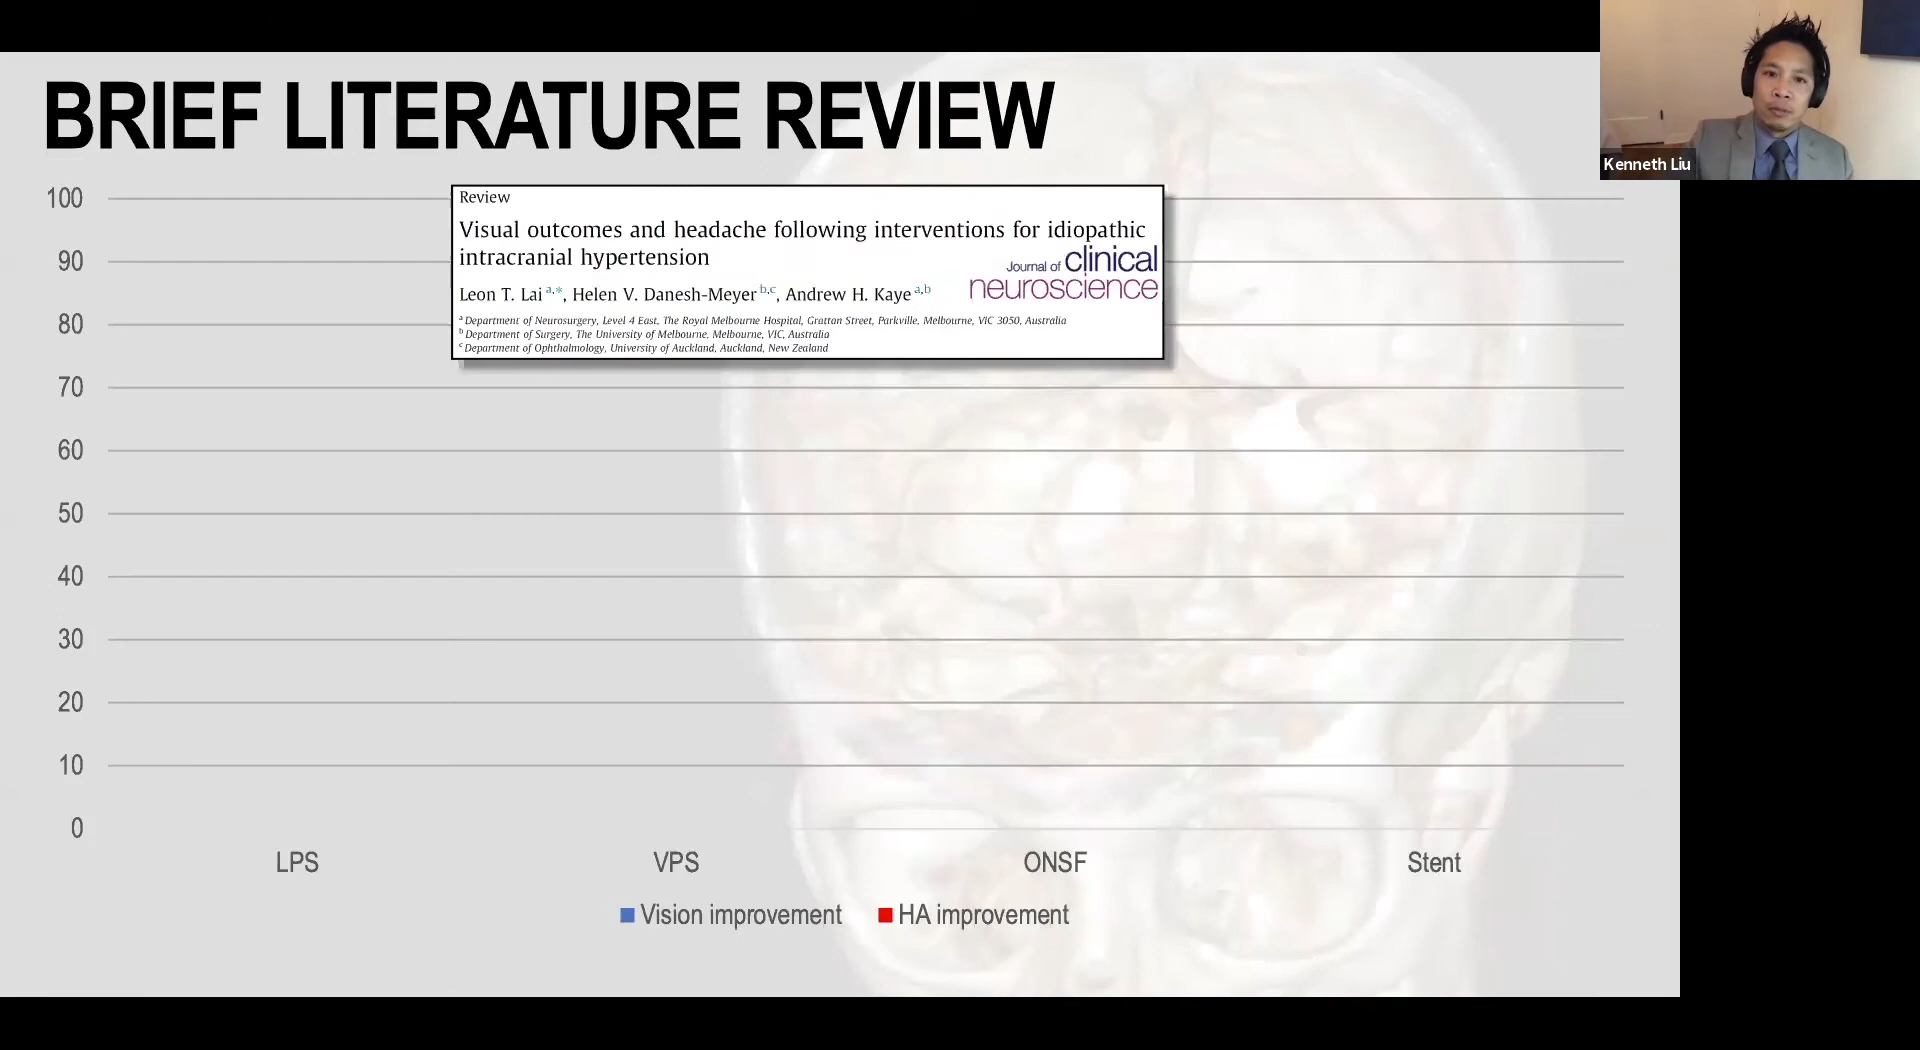 BRIEF LITERATURE REVIEW
Kenneth Liu
100
90
80
70
60
50
40
30
20
10
0
Review
Visual outcomes and headache following interventions for idiopathic
intracranial hypertension
Journal of clinical
neuroscience
Leon T. Lai a,*, Helen V. Danesh-Meyer b,c, Andrew H. Kaye a,b
a Department of Neurosurgery, Level 4 East, The Royal Melbourne Hospital, Grattan Street, Parkville, Melbourne, VIC 3050, Australia
b Department of Surgery, The University of Melbourne, Melbourne, VIC, Australia
c Department of Ophthalmology, University of Auckland, Auckland, New Zealand
LPS VPS ONSF Stent
Vision improvement HA improvement